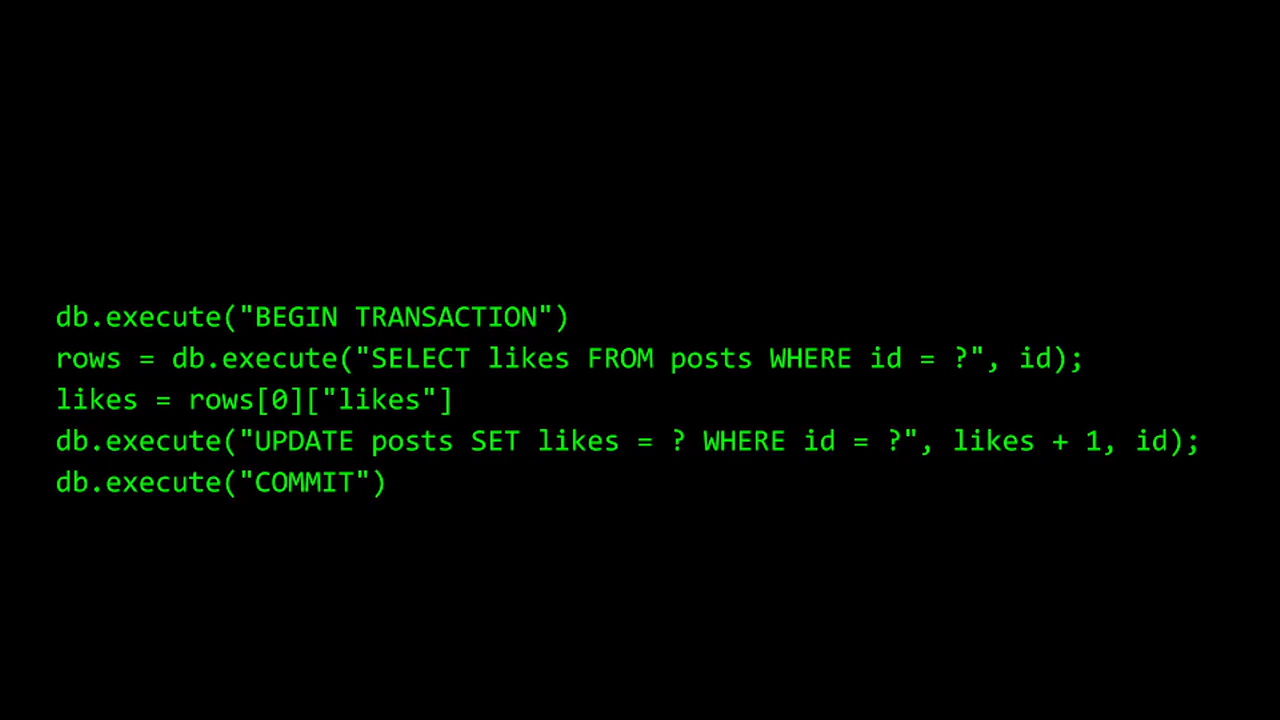 db.execute("BEGIN TRANSACTION")
rows = db.execute("SELECT likes FROM posts WHERE id = ?", id);
likes = rows[0]["likes"]
db.execute("UPDATE posts SET likes = ? WHERE id = ?", likes + 1, id);
db.execute("COMMIT")